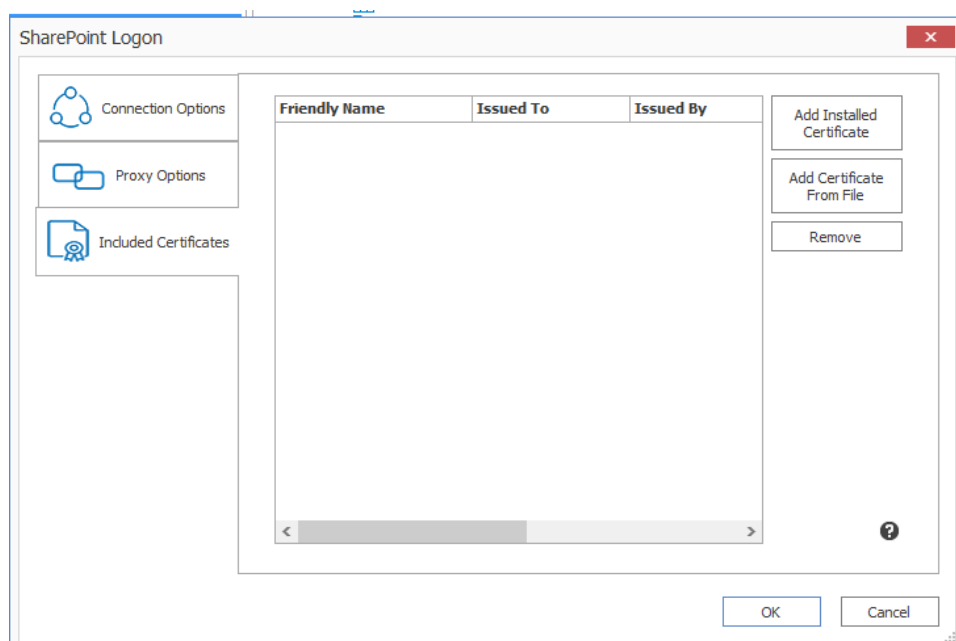 SharePoint Logon
Connection Options
Proxy Options
Included Certificates
Friendly Name Issued To Issued By
Add Installed
Certificate
Add Certificate
From File
Remove
OK Cancel